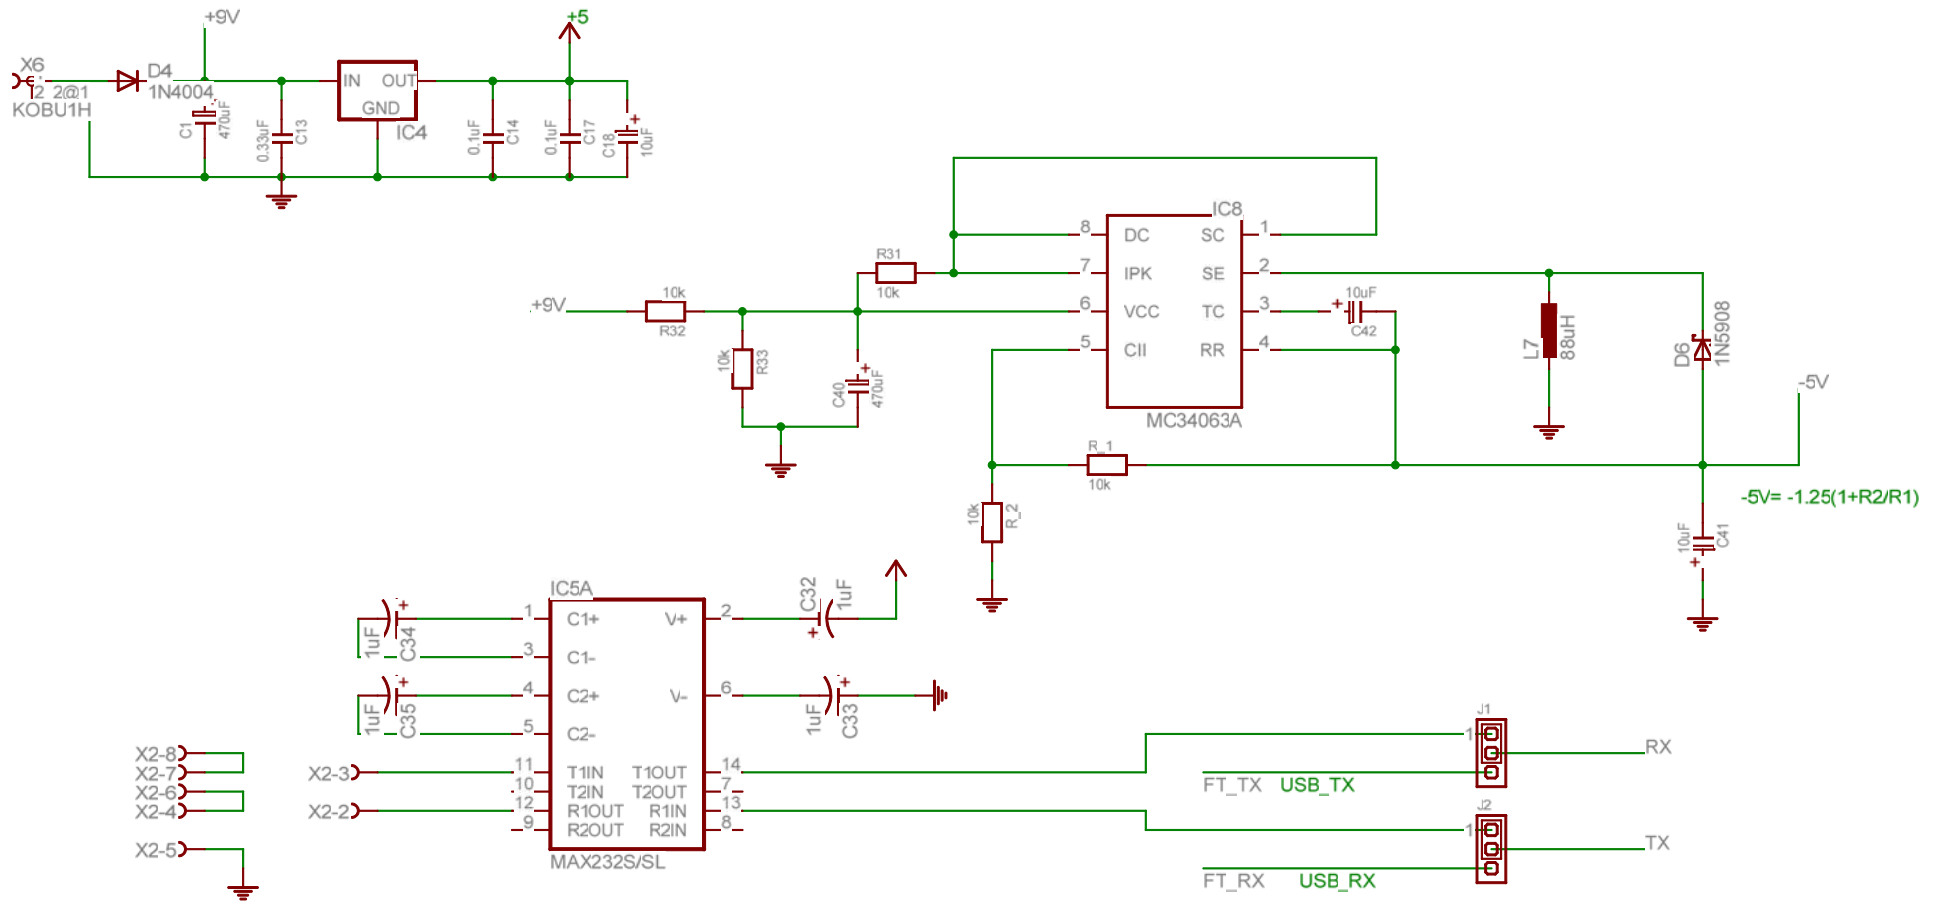 +9V
+5
X6
2 2@1
KOBU1H
D4
1N4004
C1
470uF
0.33uF
C13
IN OUT
GND
IC4
0.1uF
C14
0.1uF
C17
C18
+
10uF
IC8
8 DC SC 1
7 IPK SE 2
6 VCC TC 3
5 CII RR 4
MC34063A
R31
10k
+9V
10k
R32
10k
R33
C40
+
470uF
+
10uF
C42
L7
88uH
D6
1N5908
-5V
R_1
10k
10k
R_2
-5V= -1.25(1+R2/R1)
10uF
C41
+
IC5A
1 C1+ V+ 2
3 C1-
4 C2+ V- 6
5 C2-
11 T1IN T1OUT 14
10 T2IN T2OUT 7
12 R1OUT R1IN 13
9 R2OUT R2IN 8
MAX232S/SL
+
1uF
C34
+
1uF
C35
C32
1uF
+
+
1uF
C33
X2-8
X2-7
X2-6
X2-4
X2-5
X2-3
X2-2
J1
1
RX
FT_TX USB_TX
J2
1
TX
FT_RX USB_RX